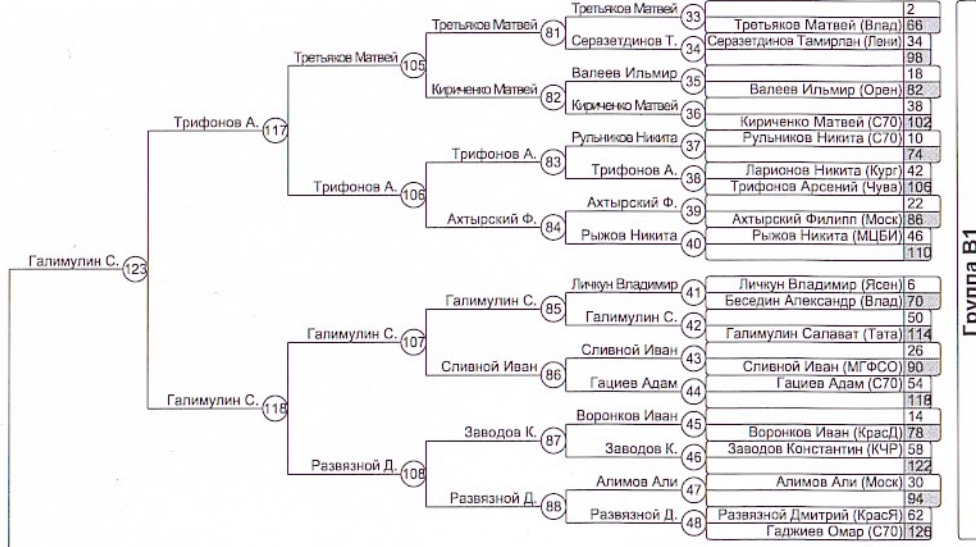 Третьяков Матвей 33 2
Третьяков Матвей 81 Третьяков Матвей (Влад) 66
Серазетдинов Т. 34 Серазетдинов Тамирлан (Лени) 34
Третьяков Матвей 105 98
Валеев Ильмир 35 18
Кириченко Матвей 82 Валеев Ильмир (Орен) 82
Кириченко Матвей 36 38
Трифонов А. 117 Кириченко Матвей (С70) 102
Рульников Никита 37 Рульников Никита (С70) 10
Трифонов А. 83 74
Трифонов А. 38 Ларионов Никита (Кург) 42
Трифонов А. 106 Трифонов Арсений (Чува) 106
Ахтырский Ф. 39 22
Ахтырский Ф. 84 Ахтырский Филипп (Моск) 86
Рыжов Никита 40 Рыжов Никита (МЦБИ) 46
110
Галимулин С. 123
Личкун Владимир 41 Личкун Владимир (Ясен) 6
Галимулин С. 85 Беседин Александр (Влад) 70
Галимулин С. 42 50
Галимулин С. 107 Галимулин Салават (Тата) 114
Сливной Иван 43 26
Сливной Иван 86 Сливной Иван (МГФСО) 90
Гациев Адам 44 Гациев Адам (С70) 54
Галимулин С. 118 118
Воронков Иван 45 14
Заводов К. 87 Воронков Иван (КрасД) 78
Заводов К. 46 Заводов Константин (КЧР) 58
Развязной Д. 108 122
Алимов Али 47 Алимов Али (Моск) 30
Развязной Д. 88 94
Развязной Д. 48 Развязной Дмитрий (КрасЯ) 62
Гаджиев Омар (С70) 126
Группа В1